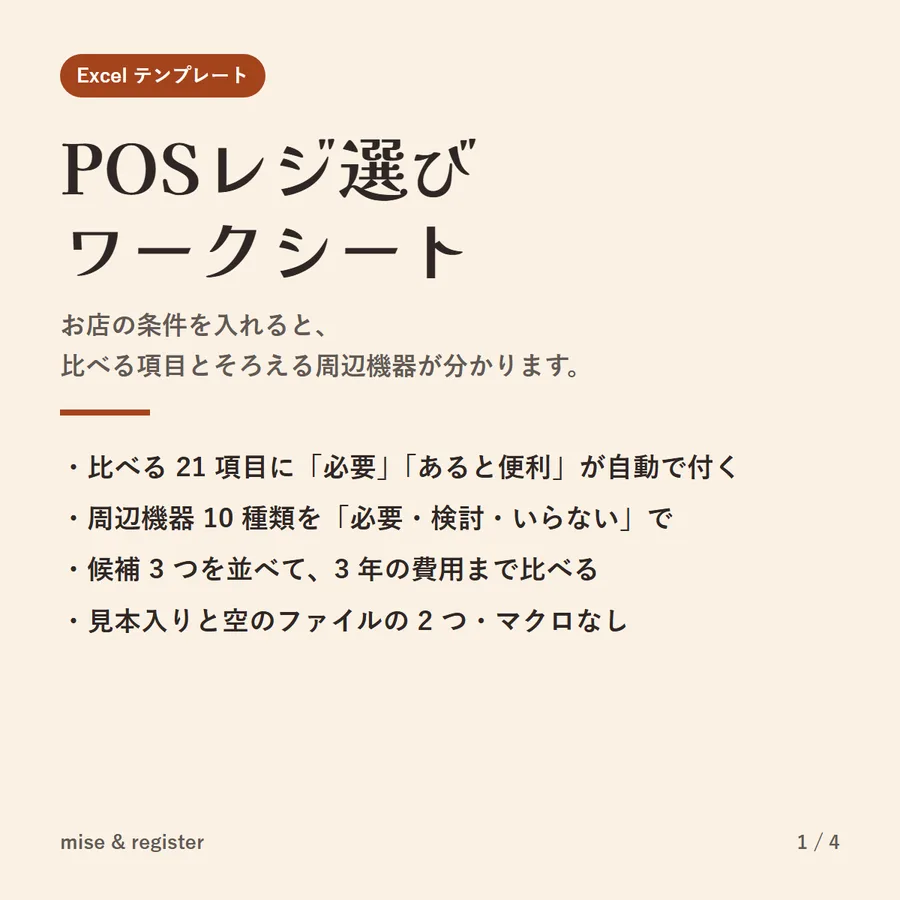 Excel テンプレート
POSレジ選び
ワークシート
お店の条件を入れると、
比べる項目とそろえる周辺機器が分かります。
・比べる 21 項目に「必要」「あると便利」が自動で付く
・周辺機器 10 種類を「必要・検討・いらない」で
・候補 3 つを並べて、3 年の費用まで比べる
・見本入りと空のファイルの 2 つ・マクロなし
mise & register
1 / 4